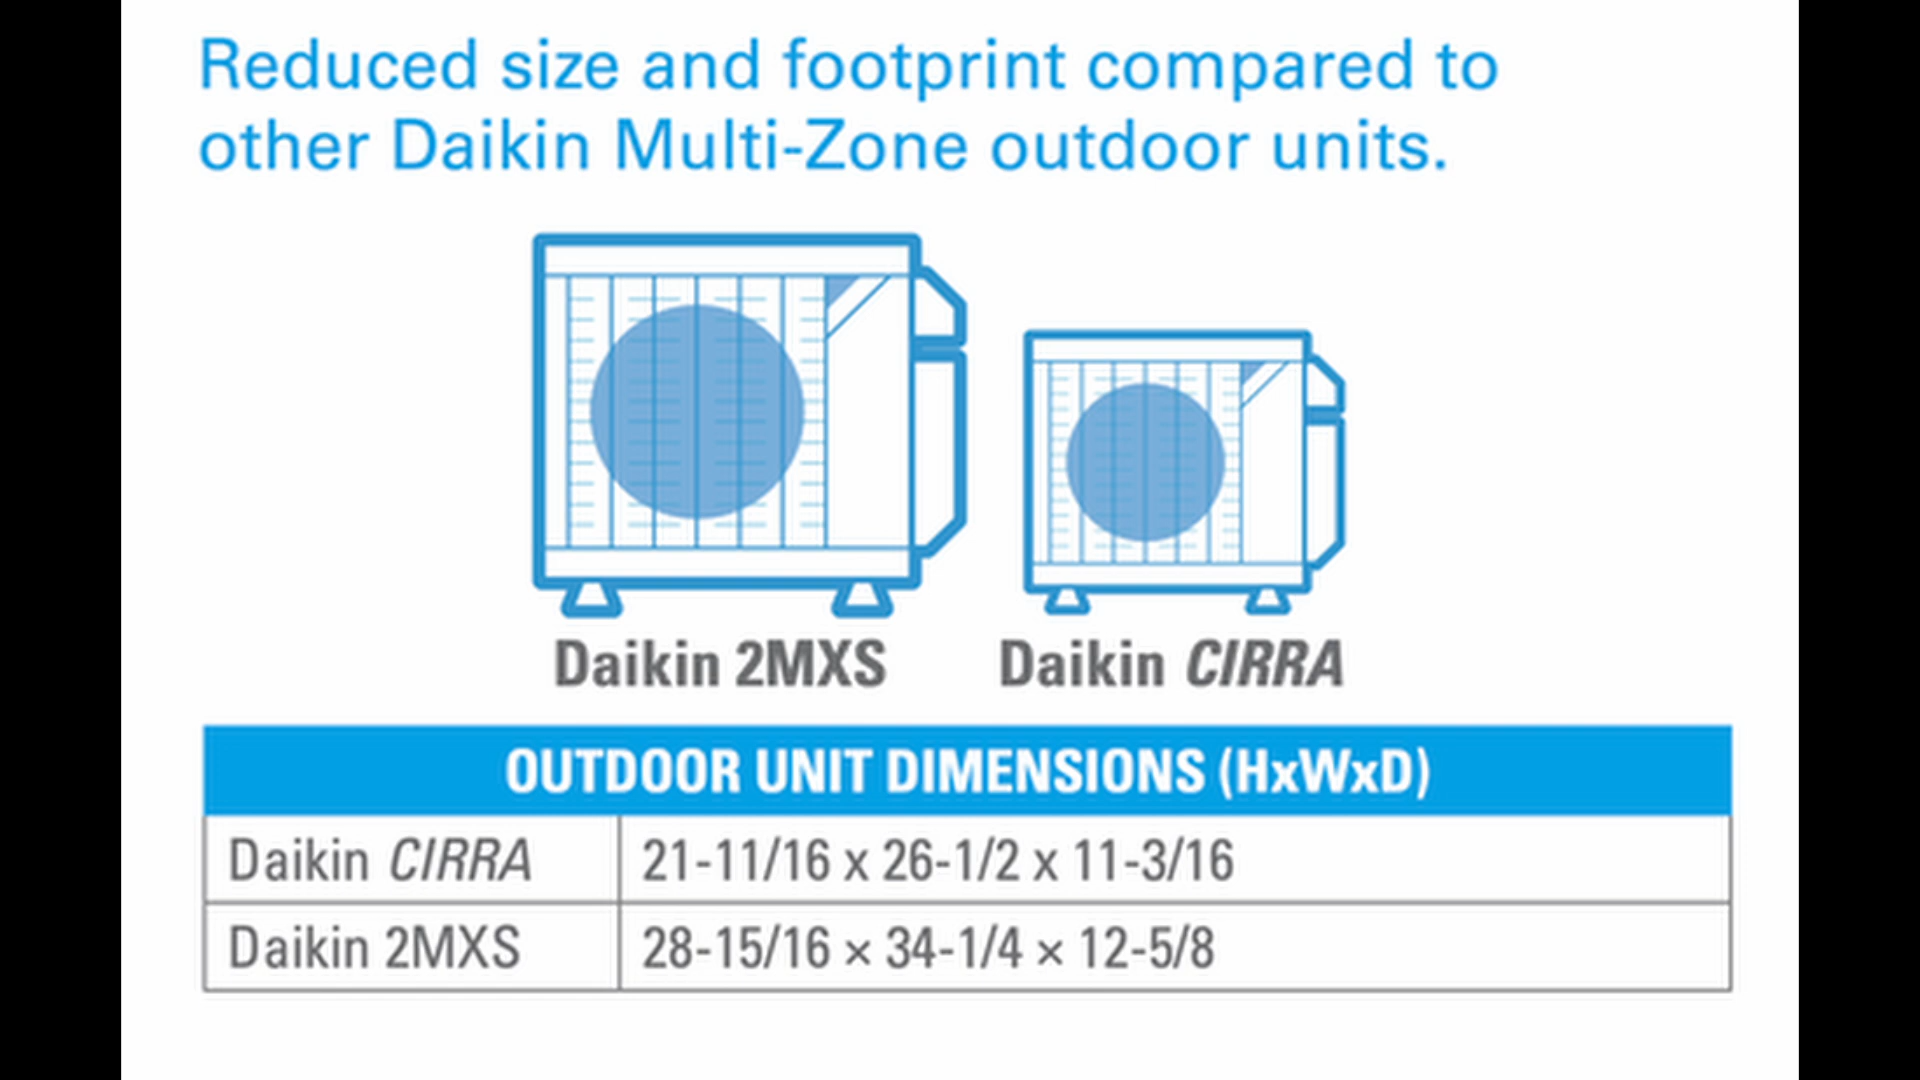 Reduced size and footprint compared to
other Daikin Multi-Zone outdoor units.
Daikin 2MXS
Daikin CIRRA
OUTDOOR UNIT DIMENSIONS (HxWxD)
Daikin CIRRA 21-11/16 x 26-1/2 x 11-3/16
Daikin 2MXS 28-15/16 × 34-1/4 × 12-5/8